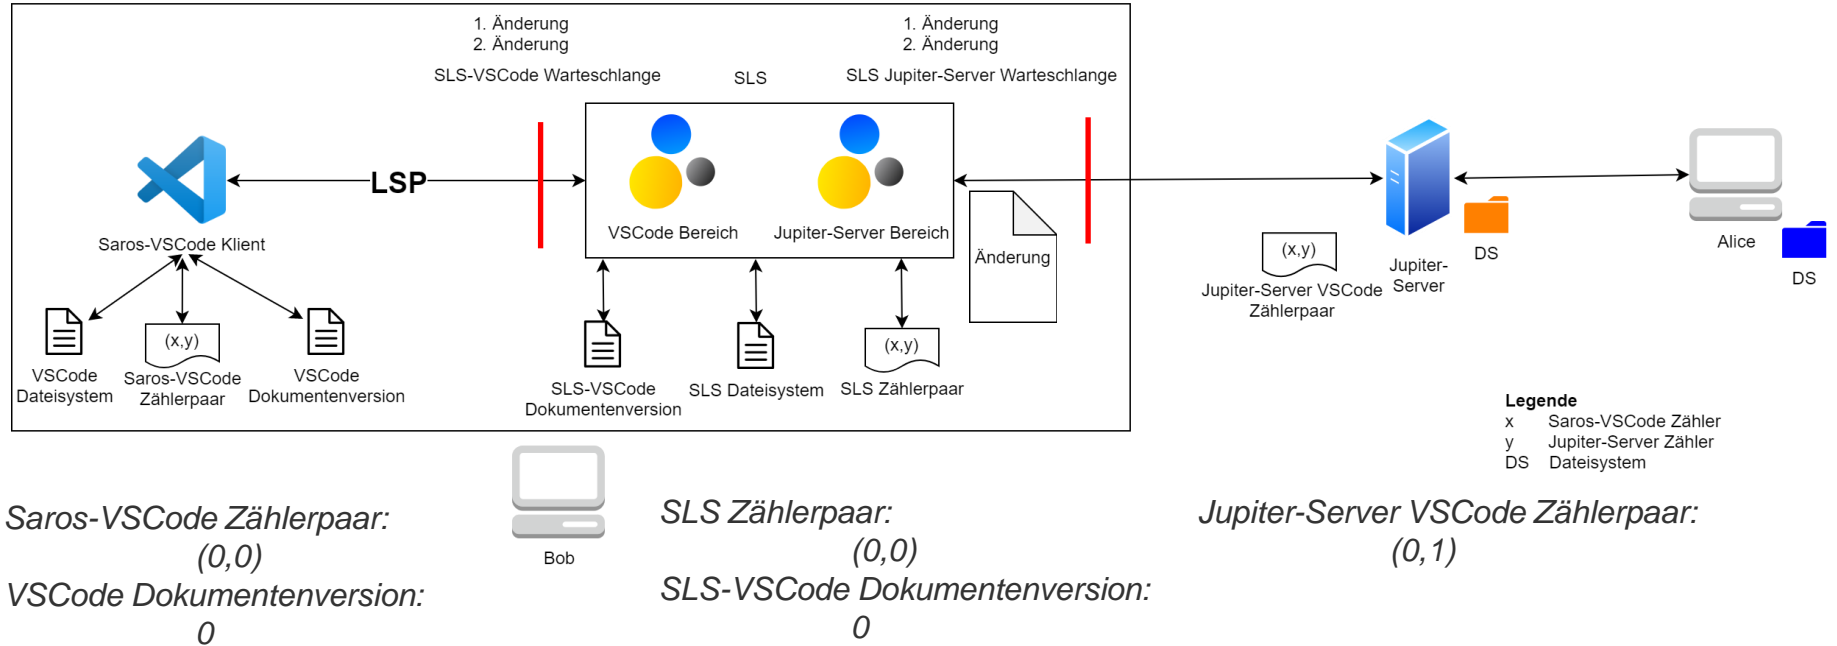 1. Änderung
2. Änderung
SLS-VSCode Warteschlange
SLS
1. Änderung
2. Änderung
SLS Jupiter-Server Warteschlange
LSP
Saros-VSCode Klient
VSCode Bereich
Jupiter-Server Bereich
Änderung
(x,y)
Jupiter-Server VSCode
Zählerpaar
Jupiter-
Server
DS
Alice
DS
VSCode
Dateisystem
(x,y)
Saros-VSCode
Zählerpaar
VSCode
Dokumentenversion
SLS-VSCode
Dokumentenversion
SLS Dateisystem
(x,y)
SLS Zählerpaar
Legende
x Saros-VSCode Zähler
y Jupiter-Server Zähler
DS Dateisystem
Bob
Saros-VSCode Zählerpaar:
(0,0)
VSCode Dokumentenversion:
0
SLS Zählerpaar:
(0,0)
SLS-VSCode Dokumentenversion:
0
Jupiter-Server VSCode Zählerpaar:
(0,1)